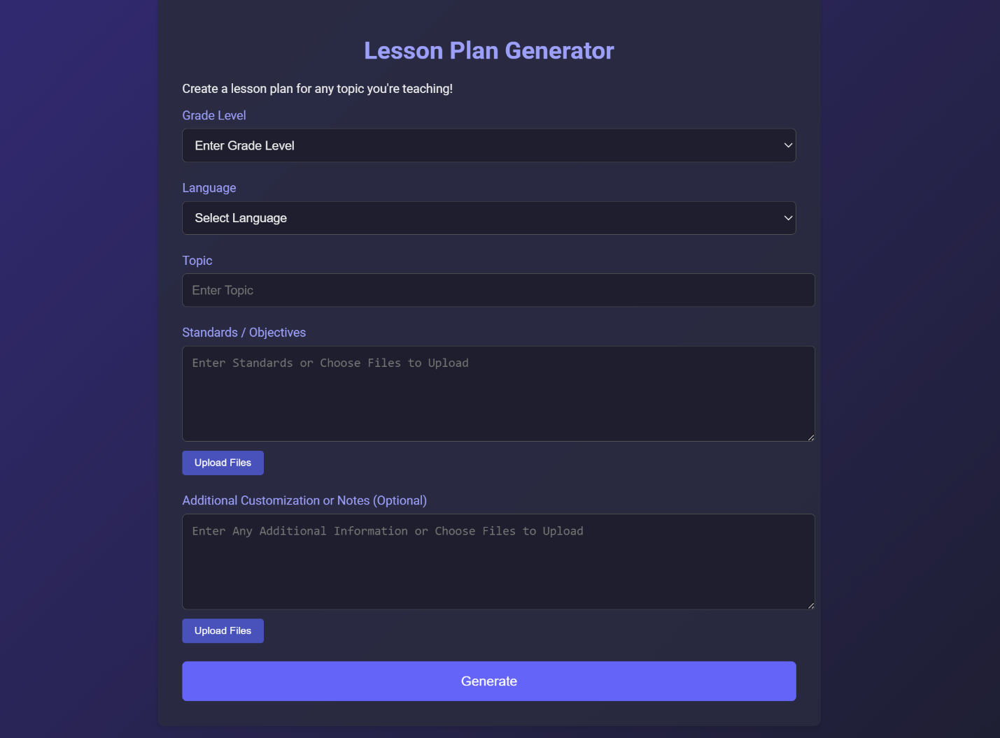 Lesson Plan Generator
Create a lesson plan for any topic you're teaching!
Grade Level
Enter Grade Level
Language
Select Language
Topic
Enter Topic
Standards / Objectives
Enter Standards or Choose Files to Upload
Upload Files
Additional Customization or Notes (Optional)
Enter Any Additional Information or Choose Files to Upload
Upload Files
Generate